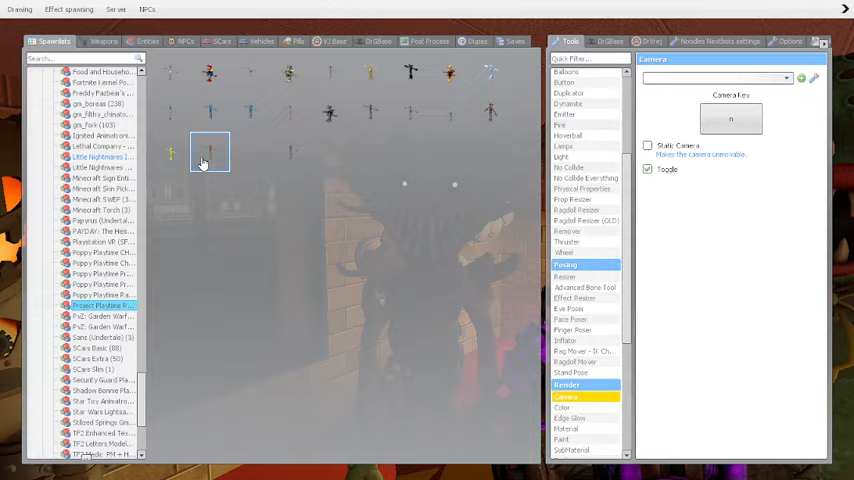 Drawing Effect spawning Server NPCs
Spawnlists Weapons Entities NPCs SCars Vehicles Pills VJ Base DrGBase Post Process Dupes Saves
Search...
Food and Househo...
Fortnite Kernel Po...
Freddy Fazbear's...
gm_boreas (238)
gm_filthy_chinato...
gm_fork (103)
Ignited Animatroni...
Lethal Company - ...
Little Nightmares I...
Little Nightmares ...
Minecraft Sign Enti...
Minecraft Skin Pick...
Minecraft SWEP (3...
Minecraft Torch (3)
Papyrus (Undertal...
PAYDAY: The Heis...
Playstation VR (SF...
Poppy Playtime CH...
Poppy Playtime Ch...
Poppy Playtime Pr...
Poppy Playtime Pr...
Poppy Playtime Ra...
Project Playtime R...
PvZ: Garden Warf...
PvZ: Garden Warf...
Sans (Undertale) (3)
SCars Basic (88)
SCars Extra (50)
SCars Slim (1)
Security Guard Pla...
Shadow Bonnie Pla...
Star Toy Animatro...
Star Wars Lightsa...
Stilized Springs Gm...
TF2 Enhanced Tex...
TF2 Letters Model...
TF2 Medic PM + H...
Tools DrGBase DrVrej Noodles Nextbots settings Options
Quick Filter...
Balloons
Button
Duplicator
Dynamite
Emitter
Fire
Hoverball
Lamps
Light
No Collide
No Collide Everything
Physical Properties
Prop Resizer
Ragdoll Resizer
Ragdoll Resizer (OLD)
Remover
Thruster
Wheel
Posing
Resizer
Advanced Bone Tool
Effect Resizer
Eye Poser
Face Poser
Finger Poser
Inflator
Rag Mover - IK Ch...
Ragdoll Mover
Stand Pose
Render
Camera
Color
Edge Glow
Material
Paint
SubMaterial
Camera
Camera Key
n
Static Camera
Makes the camera unmovable.
Toggle